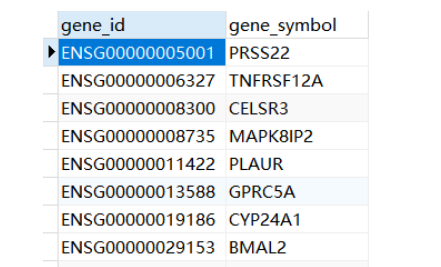 gene_id gene_symbol
ENSG00000005001 PRSS22
ENSG00000006327 TNFRSF12A
ENSG00000008300 CELSR3
ENSG00000008735 MAPK8IP2
ENSG00000011422 PLAUR
ENSG00000013588 GPRC5A
ENSG00000019186 CYP24A1
ENSG00000029153 BMAL2